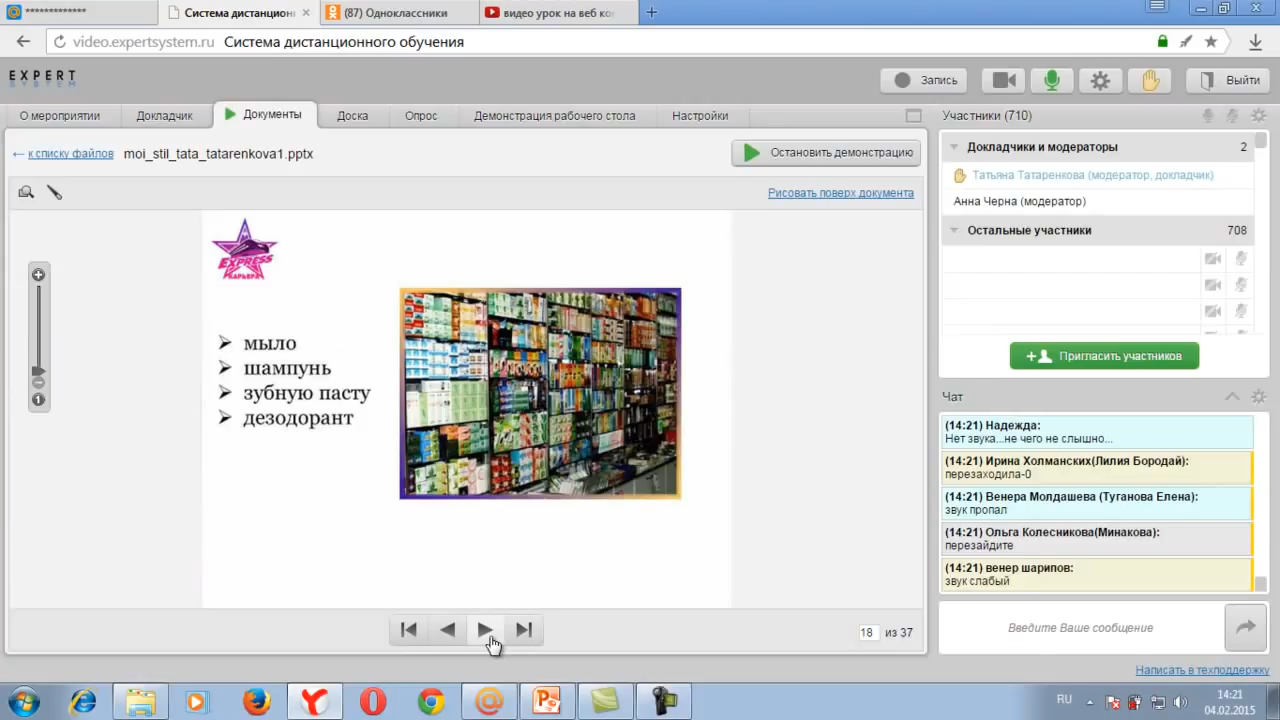 *************
Система дистанцион
(87) Одноклассники
видео урок на веб ко
video.expertsystem.ru Система дистанционного обучения
EXPERT
SYSTEM
Запись
Выйти
О мероприятии
Докладчик
Документы
Доска
Опрос
Демонстрация рабочего стола
Настройки
← к списку файлов moi_stil_tata_tatarenkova1.pptx
Остановить демонстрацию
Рисовать поверх документа
EXPRESS
КАРЬЕРА
мыло
шампунь
зубную пасту
дезодорант
18 из 37
Участники (710)
Докладчики и модераторы 2
Татьяна Татаренкова (модератор, докладчик)
Анна Черна (модератор)
Остальные участники 708
Пригласить участников
Чат
(14:21) Надежда:
Нет звука...не чего не слышно...
(14:21) Ирина Холманских(Лилия Бородай):
перезаходила-0
(14:21) Венера Молдашева (Туганова Елена):
звук пропал
(14:21) Ольга Колесникова(Минакова):
перезайдите
(14:21) венер шарипов:
звук слабый
Введите Ваше сообщение
Написать в техподдержку
RU
14:21
04.02.2015